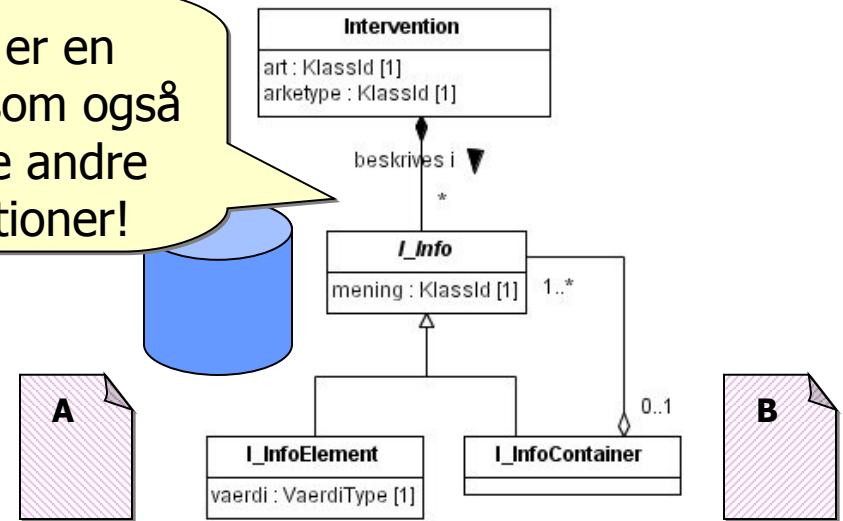 er en
som også
e andre
tioner!
Intervention
art : KlassId [1]
arketype : KlassId [1]
beskrives i
*
I_Info
mening : KlassId [1]
1..*
0..1
A
B
I_InfoElement
vaerdi : VaerdiType [1]
I_InfoContainer